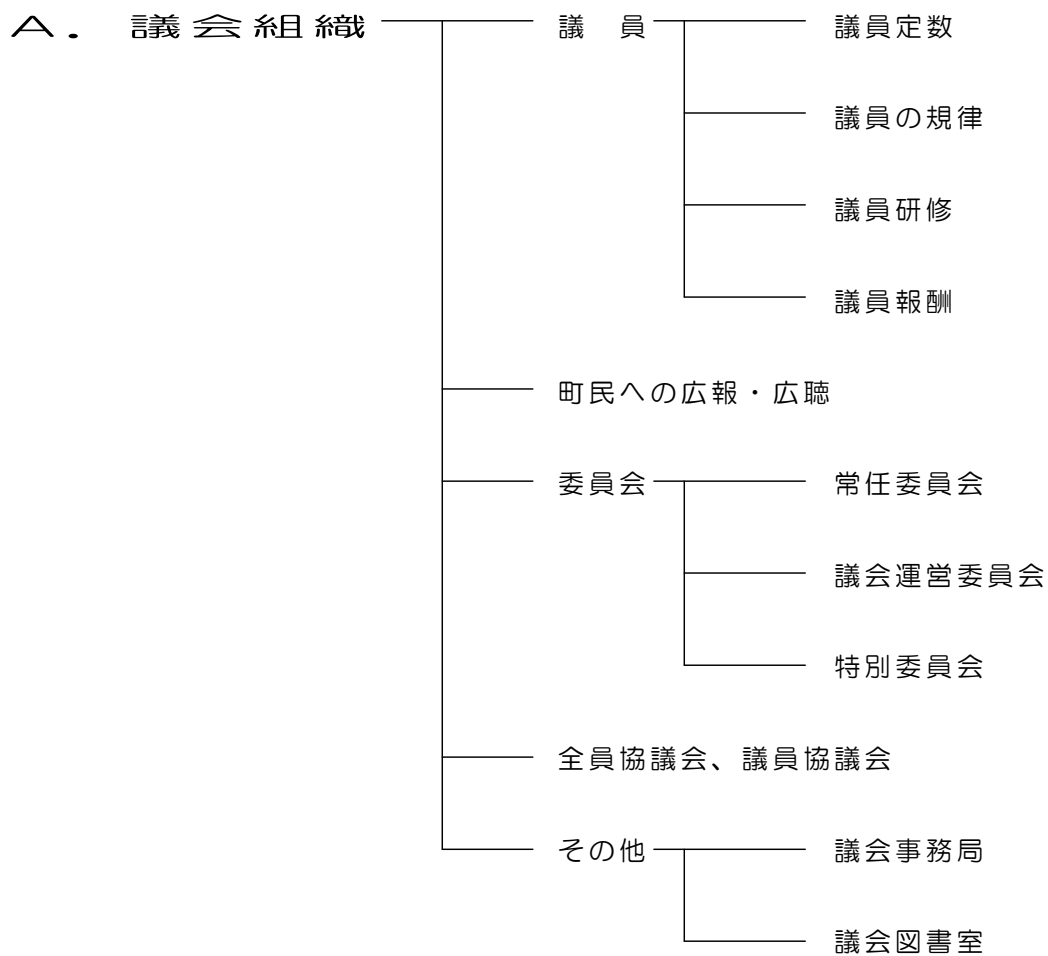 A. 議会組織 議 員 議員定数
議員の規律
議員研修
議員報酬
町民への広報・広聴
委員会 常任委員会
議会運営委員会
特別委員会
全員協議会、議員協議会
その他 議会事務局
議会図書室